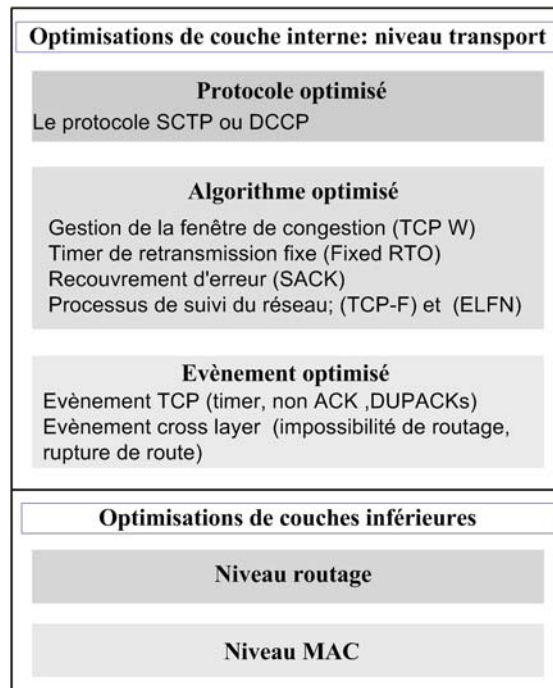 Optimisations de couche interne: niveau transport
Protocole optimisé
Le protocole SCTP ou DCCP
Algorithme optimisé
Gestion de la fenêtre de congestion (TCP W)
Timer de retransmission fixe (Fixed RTO)
Recouvrement d'erreur (SACK)
Processus de suivi du réseau; (TCP-F) et (ELFN)
Evènement optimisé
Evènement TCP (timer, non ACK ,DUPACKs)
Evènement cross layer (impossibilité de routage,
rupture de route)
Optimisations de couches inférieures
Niveau routage
Niveau MAC